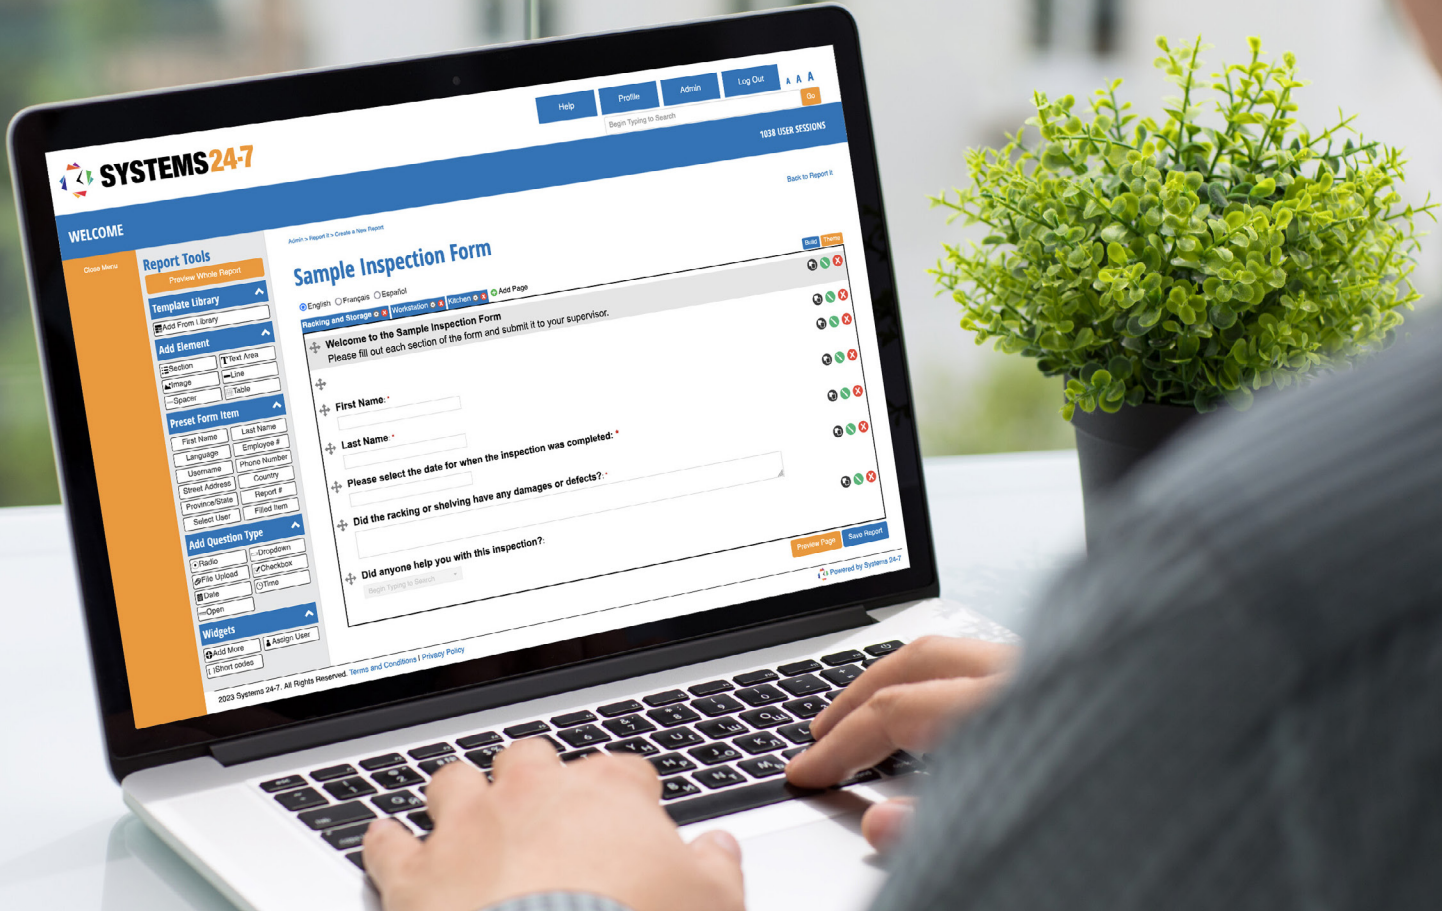 SYSTEMS24-7
Help
Profile
Admin
Log Out
A A A
Begin Typing to Search
Go
1038 USER SESSIONS
WELCOME
Back to Report it
Close Menu
Report Tools
Preview Whole Report
Template Library
Add From Library
Add Element
Section
Text Area
Image
Line
Spacer
Table
Preset Form Item
First Name
Last Name
Language
Employee #
Username
Phone Number
Street Address
Country
Province/State
Report #
Select User
Filled Item
Add Question Type
Radio
Dropdown
File Upload
Checkbox
Date
Time
Open
Widgets
Add More
Assign User
Short codes
Admin > Report It > Create a New Report
Sample Inspection Form
English Français Español
Racking and Storage
Workstation
Kitchen
Add Page
Build
Theme
Welcome to the Sample Inspection Form
Please fill out each section of the form and submit it to your supervisor.
First Name: *
Last Name: *
Please select the date for when the inspection was completed: *
Did the racking or shelving have any damages or defects?: *
Did anyone help you with this inspection?:
Begin Typing to Search
Preview Page
Save Report
Powered by Systems 24-7
2023 Systems 24-7. All Rights Reserved. Terms and Conditions | Privacy Policy